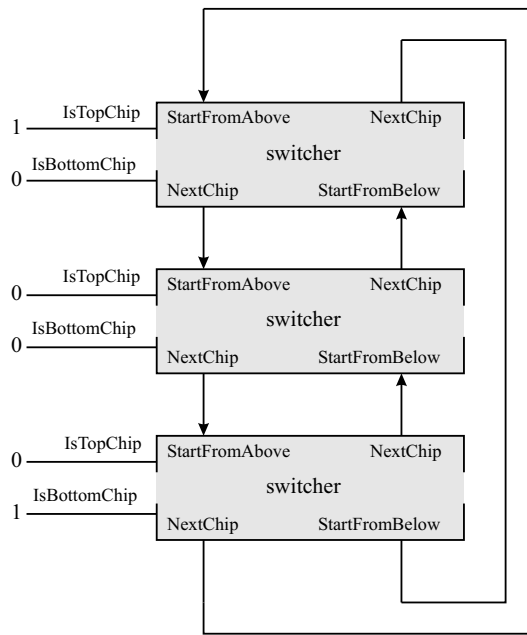 IsTopChip
1
StartFromAbove NextChip
switcher
IsBottomChip
0
NextChip StartFromBelow
IsTopChip
0
StartFromAbove NextChip
switcher
IsBottomChip
0
NextChip StartFromBelow
IsTopChip
0
StartFromAbove NextChip
switcher
IsBottomChip
1
NextChip StartFromBelow